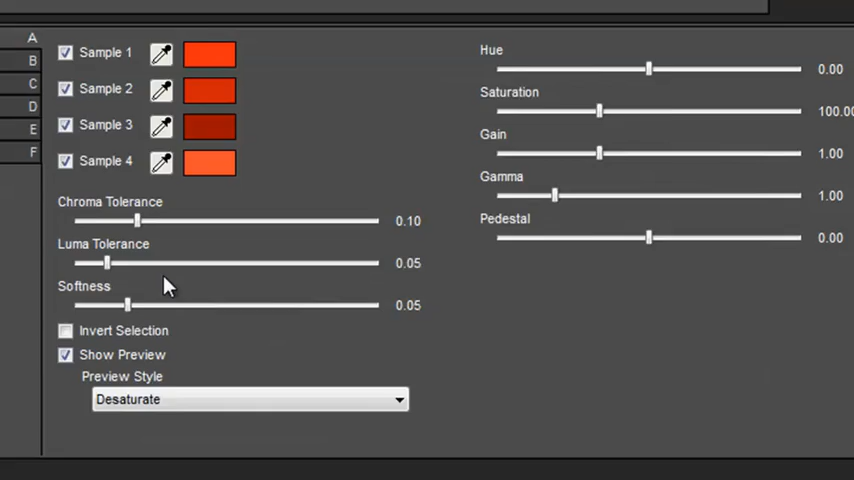 A
B
C
D
E
F
Sample 1
Sample 2
Sample 3
Sample 4
Chroma Tolerance
0.10
Luma Tolerance
0.05
Softness
0.05
Invert Selection
Show Preview
Preview Style
Desaturate
Hue
0.00
Saturation
100.00
Gain
1.00
Gamma
1.00
Pedestal
0.00